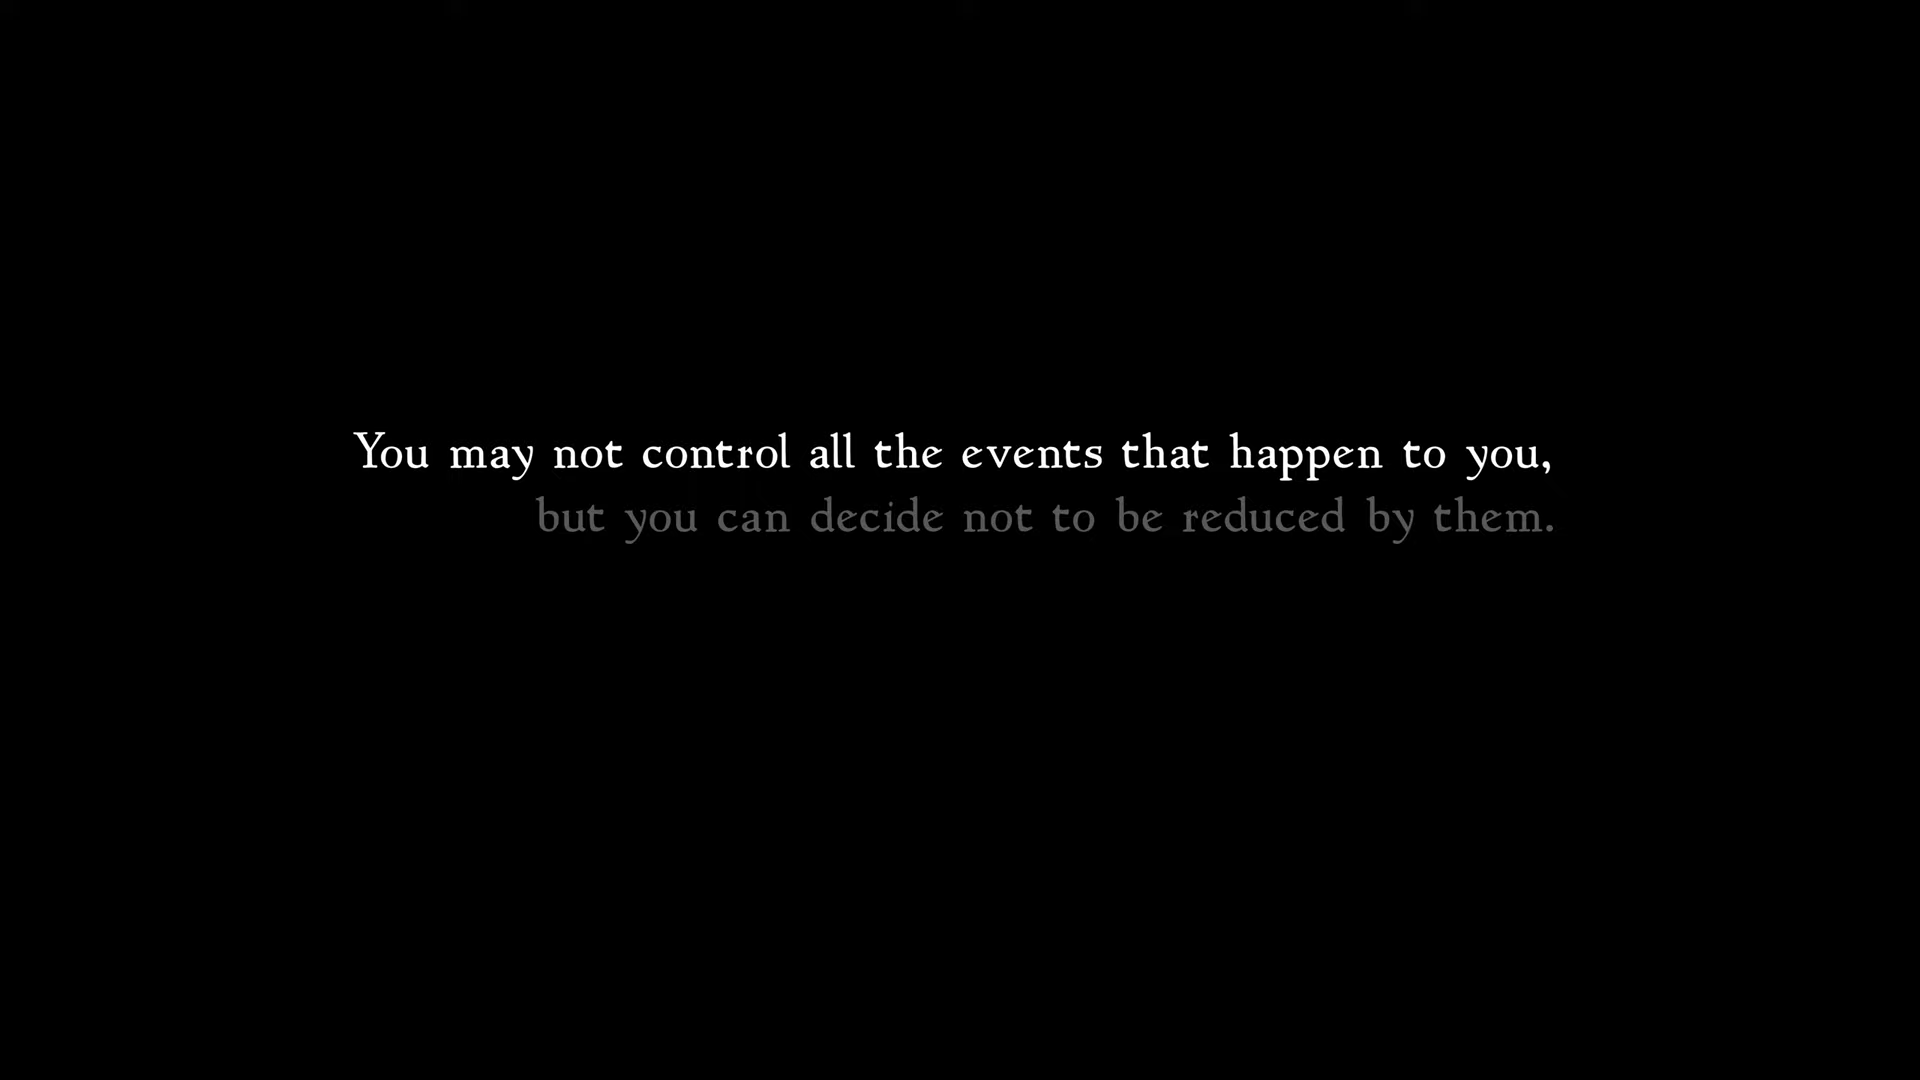 You may not control all the events that happen to you,
but you can decide not to be reduced by them.